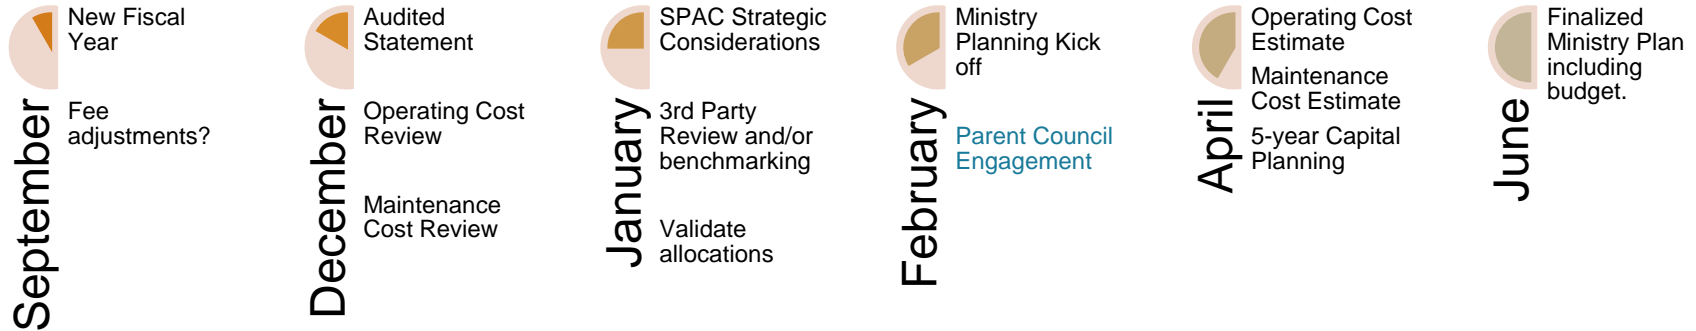 September
New Fiscal
Year
Fee
adjustments?
December
Audited
Statement
Operating Cost
Review
Maintenance
Cost Review
January
SPAC Strategic
Considerations
3rd Party
Review and/or
benchmarking
Validate
allocations
February
Ministry
Planning Kick
off
Parent Council
Engagement
April
Operating Cost
Estimate
Maintenance
Cost Estimate
5-year Capital
Planning
June
Finalized
Ministry Plan
including
budget.